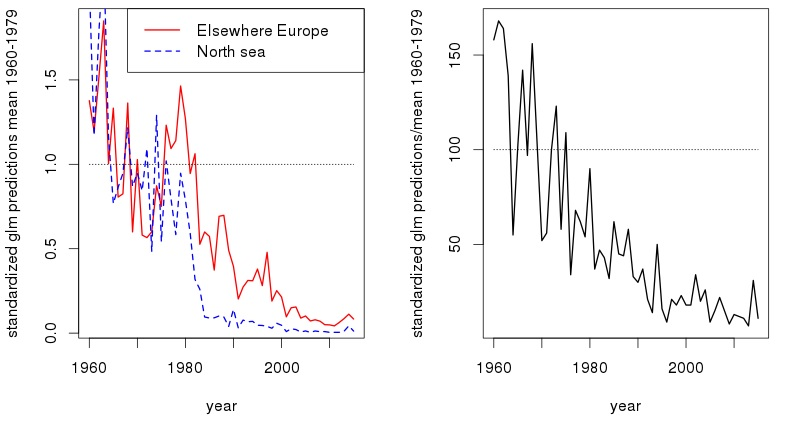 standardized glm predictions mean 1960-1979
0.0
0.5
1.0
1.5
Elsewhere Europe
North sea
1960
1980
2000
year
standardized glm predictions/mean 1960-1979
50
100
150
1960
1980
2000
year